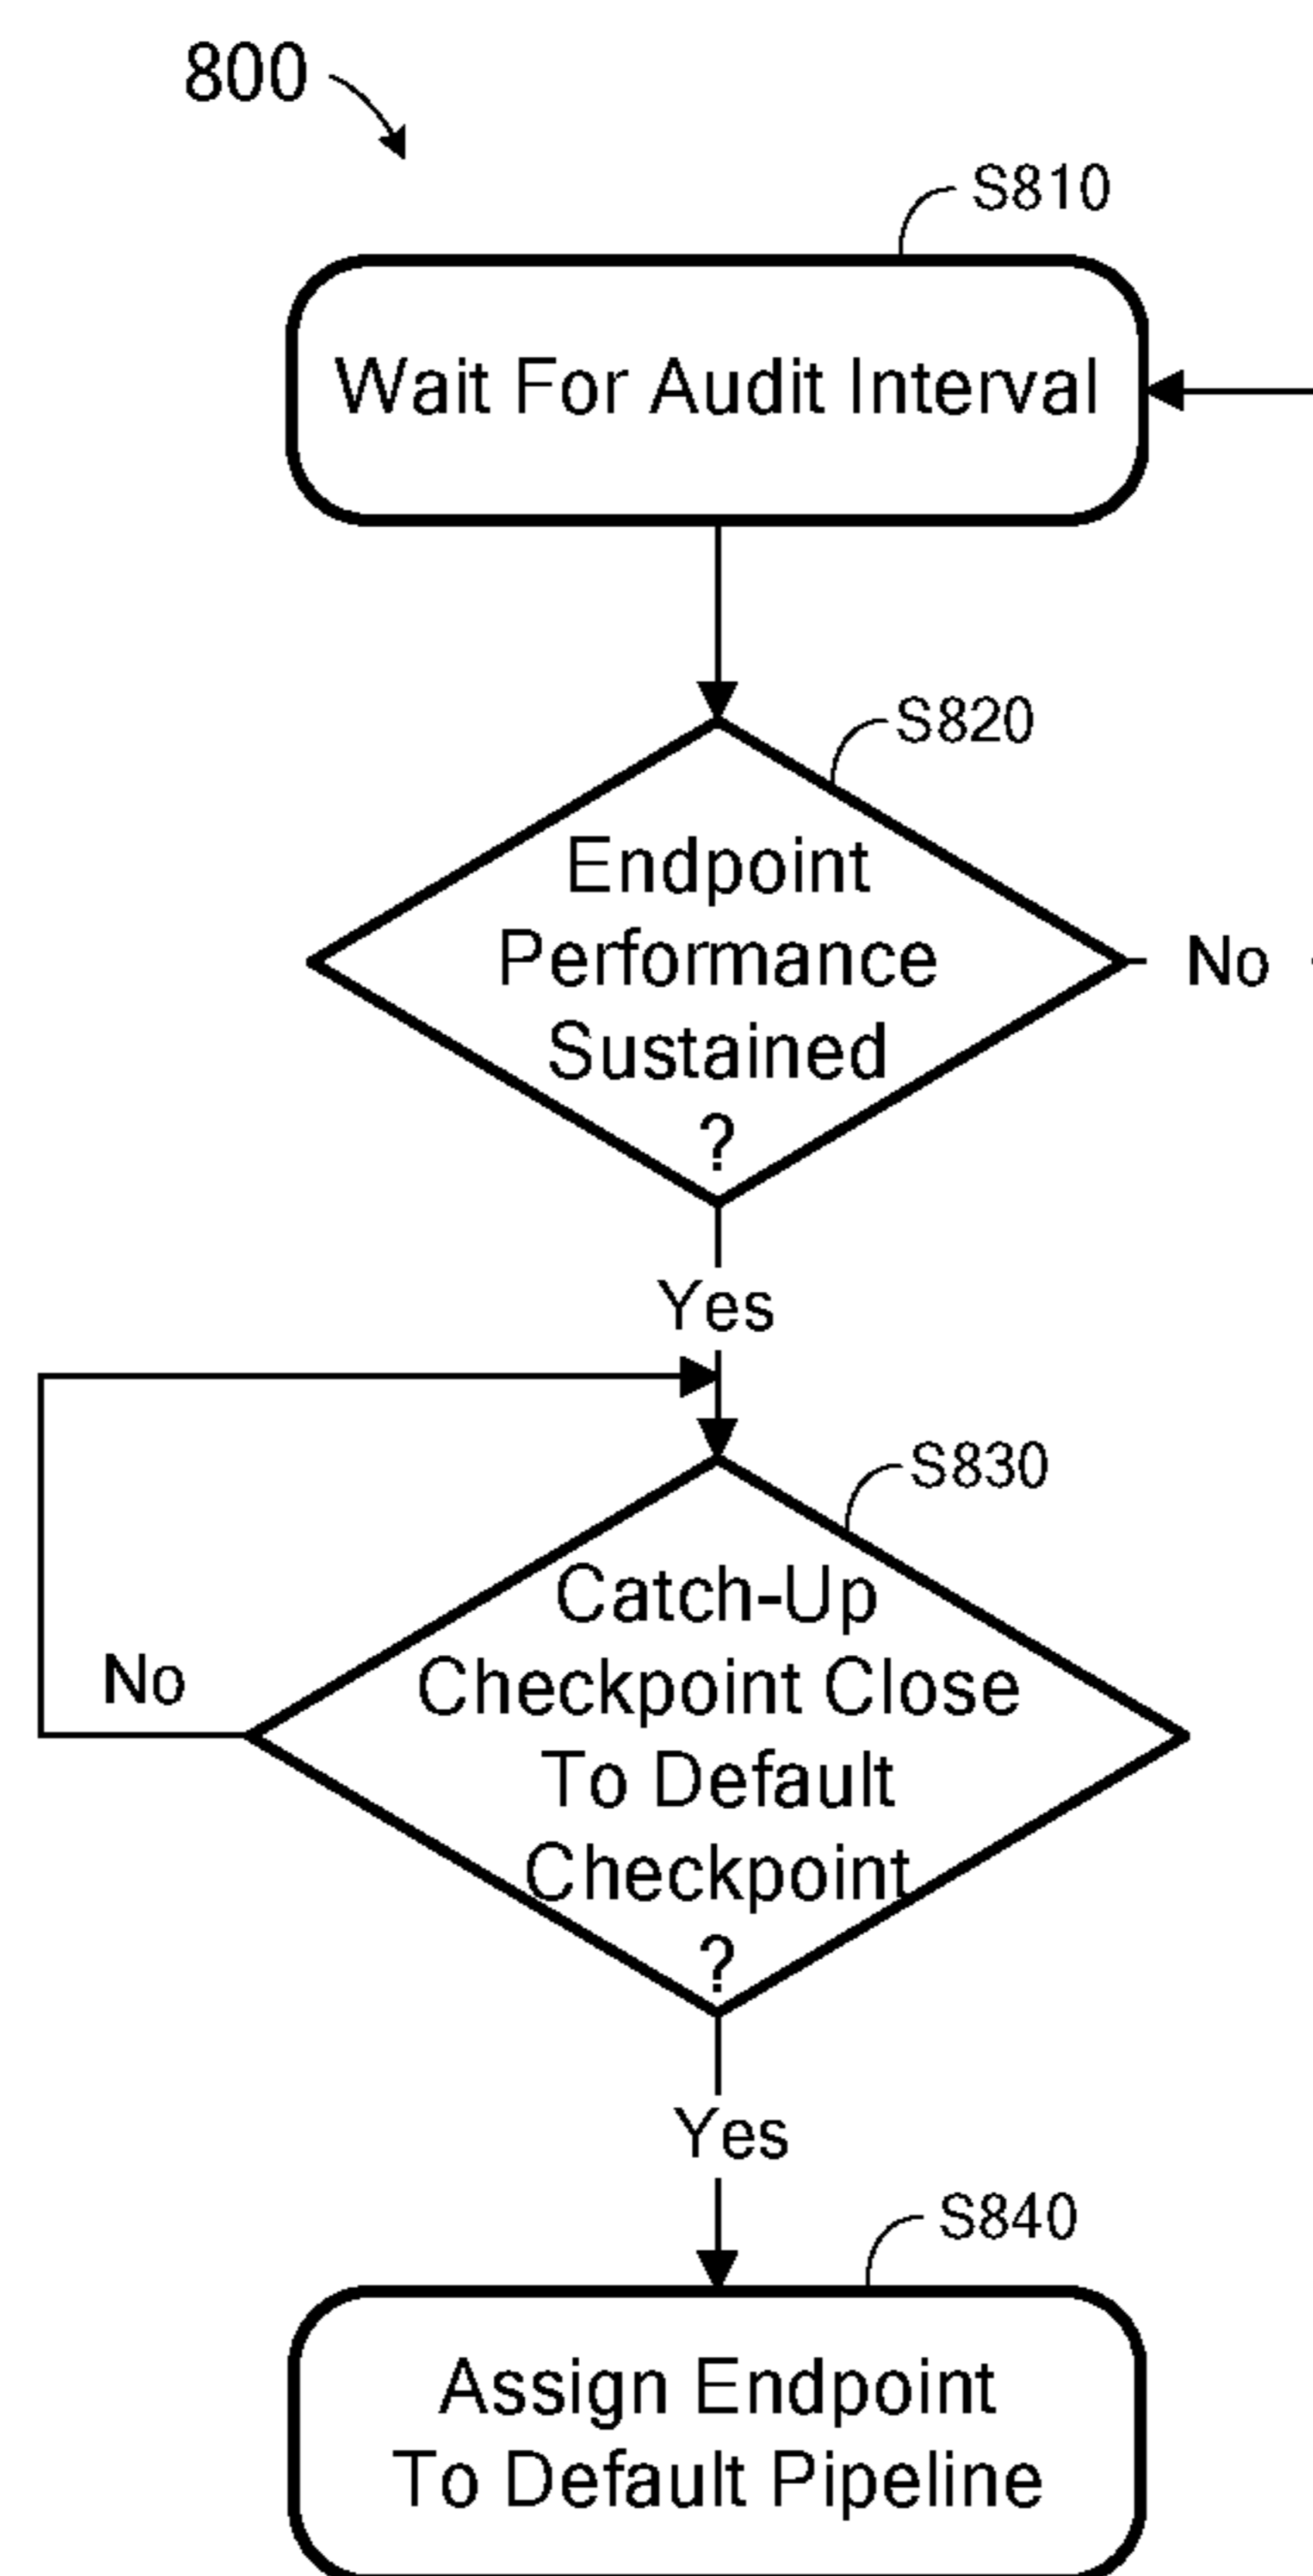 800
S810
Wait For Audit Interval
S820
Endpoint
Performance
Sustained
?
No
Yes
S830
Catch-Up
Checkpoint Close
To Default
Checkpoint
?
No
Yes
S840
Assign Endpoint
To Default Pipeline